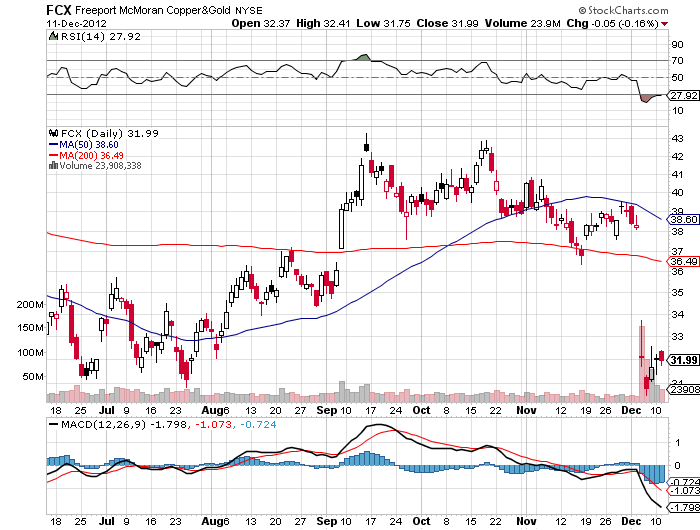 FCX Freeport McMoran Copper&Gold NYSE
© StockCharts.com
11-Dec-2012
Open 32.37 High 32.41 Low 31.75 Close 31.99 Volume 23.9M Chg -0.05 (-0.16%)
RSI(14) 27.92
90
70
50
27.92
10
FCX (Daily) 31.99
MA(50) 38.60
MA(200) 36.49
Volume 23,908,338
43
42
41
40
39
38.60
38
37
36.49
36
35
34
33
31.99
31
23908
200M
150M
100M
50M
18 25 Jul 9 16 23 Aug 6 13 20 27 Sep 10 17 24 Oct 8 15 22 Nov 12 19 26 Dec 10
MACD(12,26,9) -1.798, -1.073, -0.724
2
1
0
-0.724
-1.073
-1.798
18 25 Jul 9 16 23 Aug 6 13 20 27 Sep 10 17 24 Oct 8 15 22 Nov 12 19 26 Dec 10